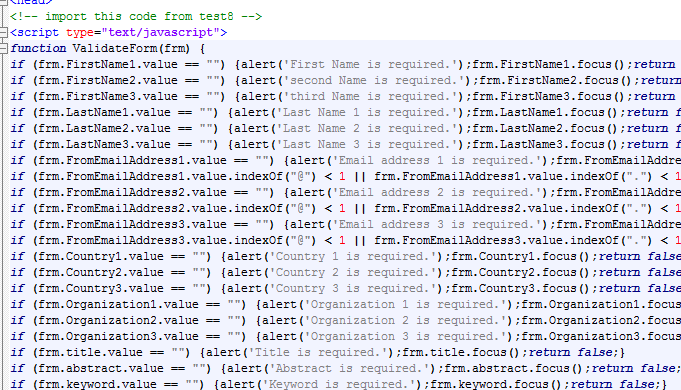 <head>
<!-- import this code from test8 -->
<script type="text/javascript">
function ValidateForm(frm) {
if (frm.FirstName1.value == "") {alert('First Name is required.');frm.FirstName1.focus();return
if (frm.FirstName2.value == "") {alert('second Name is required.');frm.FirstName2.focus();return
if (frm.FirstName3.value == "") {alert('third Name is required.');frm.FirstName3.focus();return
if (frm.LastName1.value == "") {alert('Last Name 1 is required.');frm.LastName1.focus();return f
if (frm.LastName2.value == "") {alert('Last Name 2 is required.');frm.LastName2.focus();return f
if (frm.LastName3.value == "") {alert('Last Name 3 is required.');frm.LastName3.focus();return f
if (frm.FromEmailAddress1.value == "") {alert('Email address 1 is required.');frm.FromEmailAddre
if (frm.FromEmailAddress1.value.indexOf("@") < 1 || frm.FromEmailAddress1.value.indexOf(".") < 1
if (frm.FromEmailAddress2.value == "") {alert('Email address 2 is required.');frm.FromEmailAddre
if (frm.FromEmailAddress2.value.indexOf("@") < 1 || frm.FromEmailAddress2.value.indexOf(".") < 1
if (frm.FromEmailAddress3.value == "") {alert('Email address 3 is required.');frm.FromEmailAddre
if (frm.FromEmailAddress3.value.indexOf("@") < 1 || frm.FromEmailAddress3.value.indexOf(".") < 1
if (frm.Country1.value == "") {alert('Country 1 is required.');frm.Country1.focus();return false
if (frm.Country2.value == "") {alert('Country 2 is required.');frm.Country2.focus();return false
if (frm.Country3.value == "") {alert('Country 3 is required.');frm.Country3.focus();return false
if (frm.Organization1.value == "") {alert('Organization 1 is required.');frm.Organization1.focus
if (frm.Organization2.value == "") {alert('Organization 2 is required.');frm.Organization2.focus
if (frm.Organization3.value == "") {alert('Organization 3 is required.');frm.Organization3.focus
if (frm.title.value == "") {alert('Title is required.');frm.title.focus();return false;}
if (frm.abstract.value == "") {alert('Abstract is required.');frm.abstract.focus();return false;
if (frm.keyword.value == "") {alert('Keyword is required.');frm.keyword.focus();return false;}